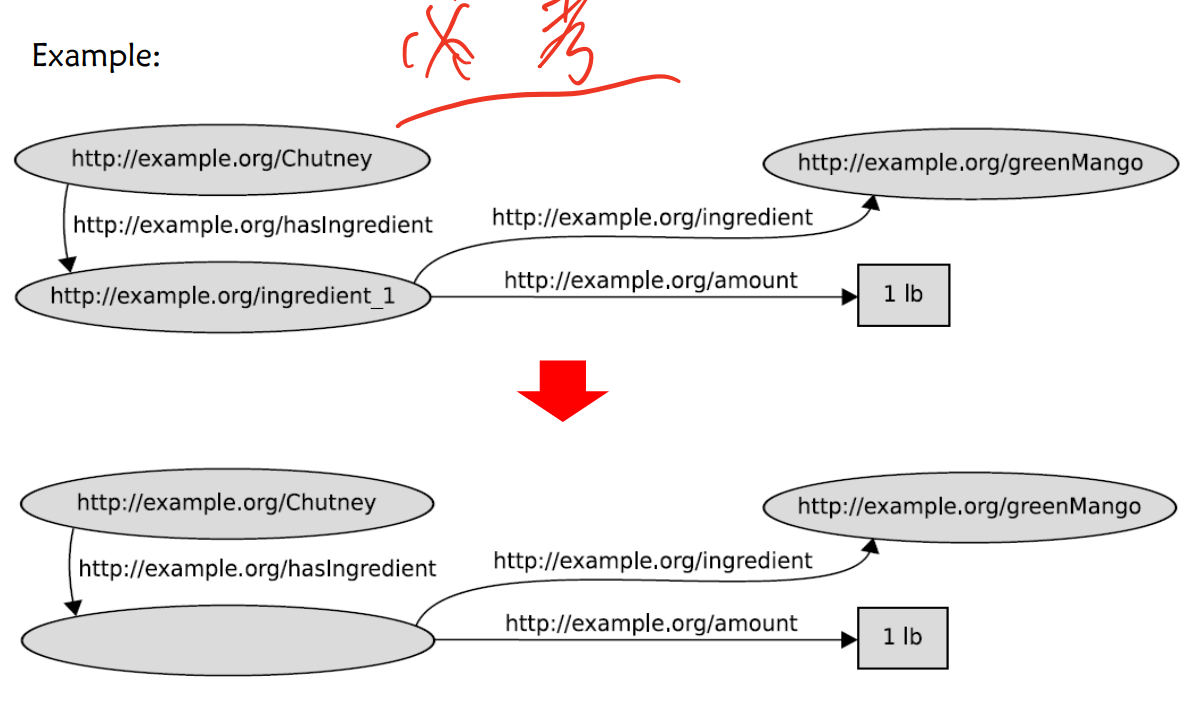 必考
Example:
http://example.org/Chutney
http://example.org/greenMango
http://example.org/hasIngredient
http://example.org/ingredient
http://example.org/ingredient_1
http://example.org/amount
1 lb
http://example.org/Chutney
http://example.org/greenMango
http://example.org/hasIngredient
http://example.org/ingredient
http://example.org/amount
1 lb